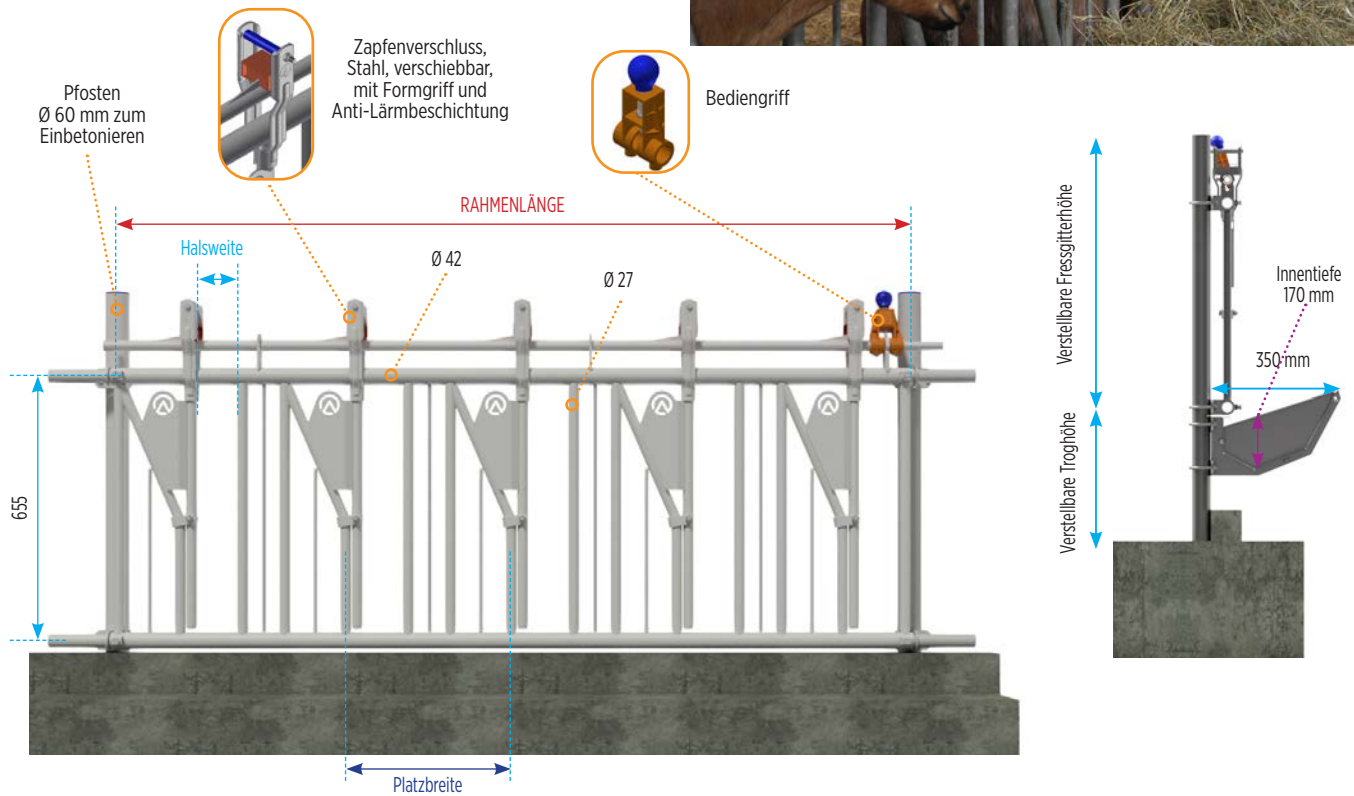 Zapfenverschluss,
Stahl, verschiebbar,
mit Formgriff und
Anti-Lärmbeschichtung
Bediengriff
Pfosten
Ø 60 mm zum
Einbetonieren
RAHMENLÄNGE
Halsweite
Ø 42
Ø 27
655
Platzbreite
Verstellbare Fressgitterhöhe
Verstellbare Troghöhe
Innentiefe
170 mm
350 mm